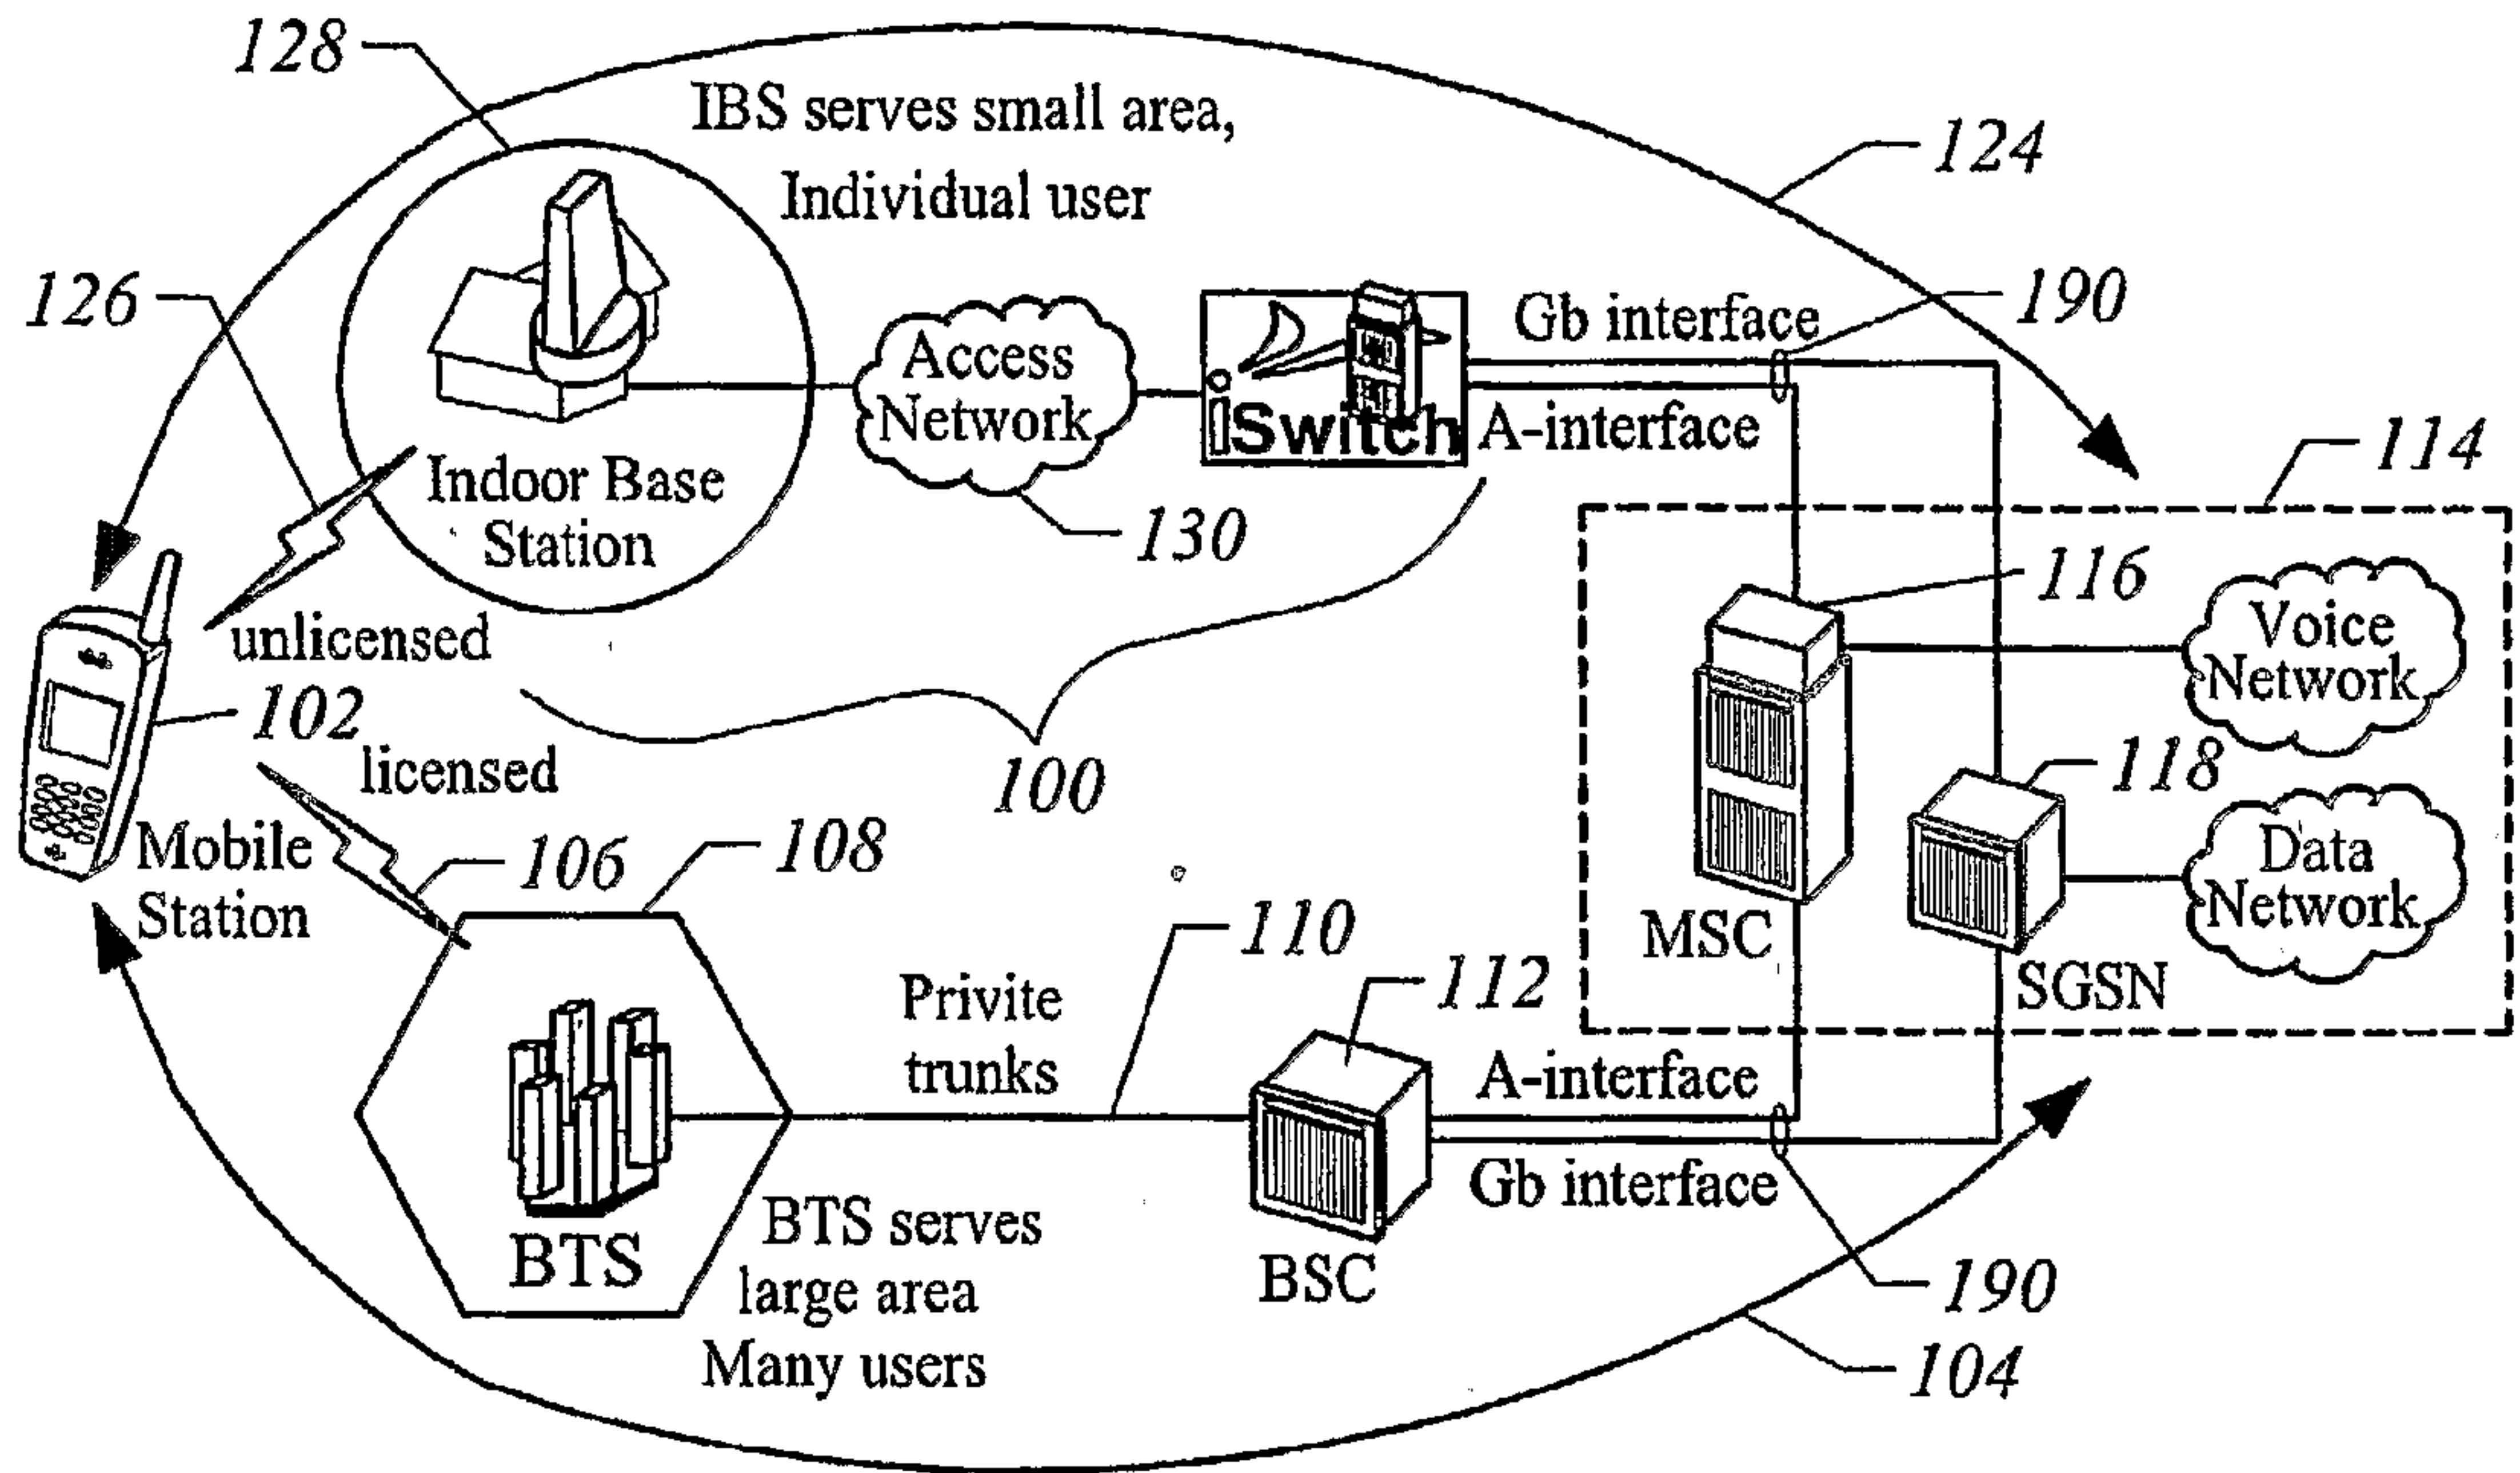 128
IBS serves small area,
Individual user
124
126
190
Gb interface
Access
Network
iSwitch
A-interface
114
Indoor Base
Station
130
116
Voice
Network
unlicensed
102
licensed
100
118
Mobile
Station
106
108
Data
Network
MSC
110
SGSN
Privite
trunks
112
A-interface
Gb interface
BTS
BTS serves
large area
Many users
BSC
190
104